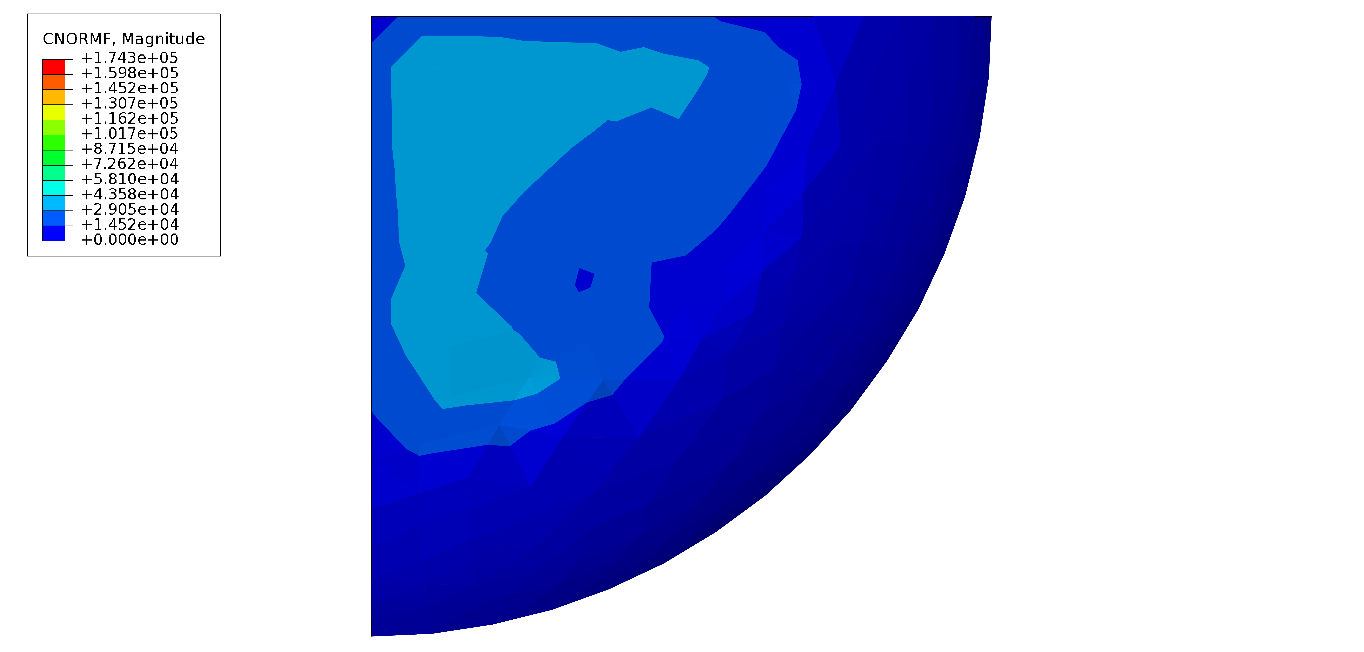 CNORMF, Magnitude
+1.743e+05
+1.598e+05
+1.452e+05
+1.307e+05
+1.162e+05
+1.017e+05
+8.715e+04
+7.262e+04
+5.810e+04
+4.358e+04
+2.905e+04
+1.452e+04
+0.000e+00